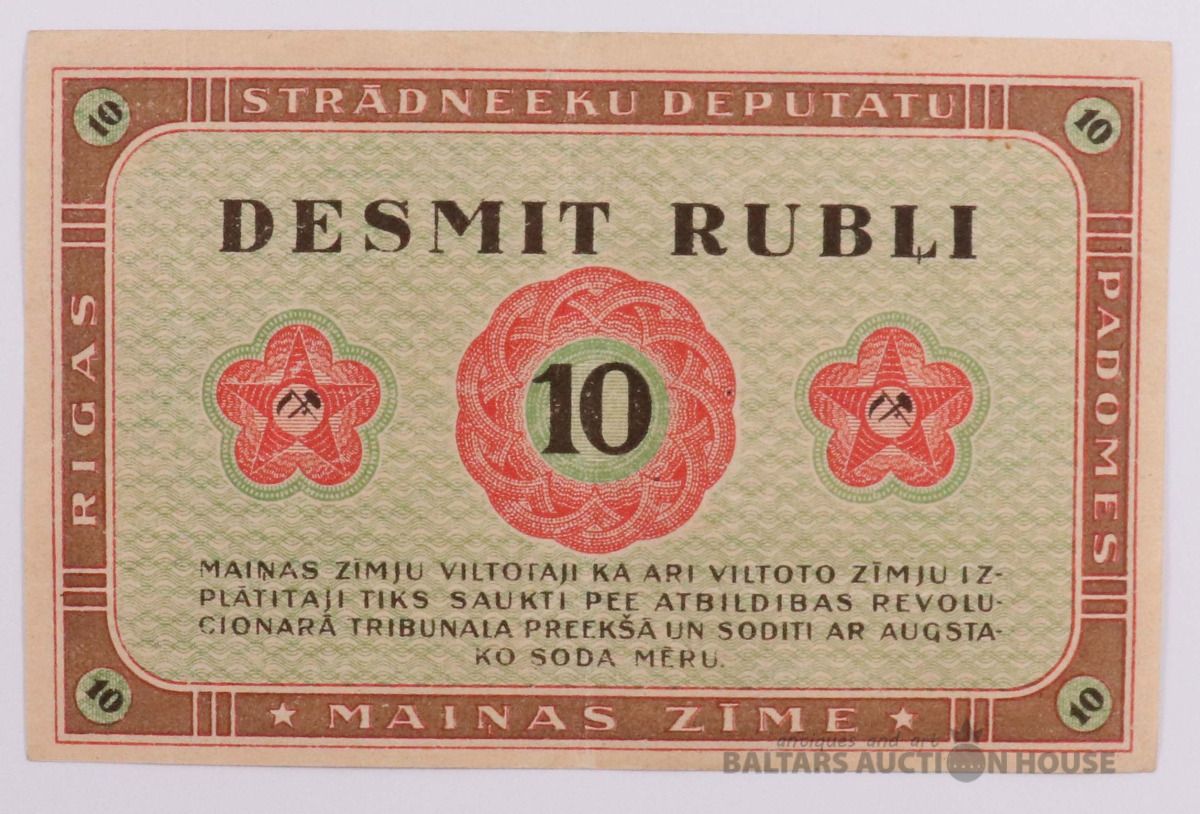 10
STRĀDNEEKU DEPUTATU
10
RIGAS
PADOMES
DESMIT RUBĻI
10
MAIŅAS ZĪMJU VILTOTAJI KA ARI VILTOTO ZĪMJU IZ-
PLĀTITAJI TIKS SAUKTI PEE ATBILDIBAS REVOLU-
CIONARĀ TRIBUNALA PREEKŠĀ UN SODITI AR AUGSTA-
KO SODA MĒRU.
10
★ MAIŅAS ZĪME ★
10
antiques and art
BALTARS AUCTION HOUSE